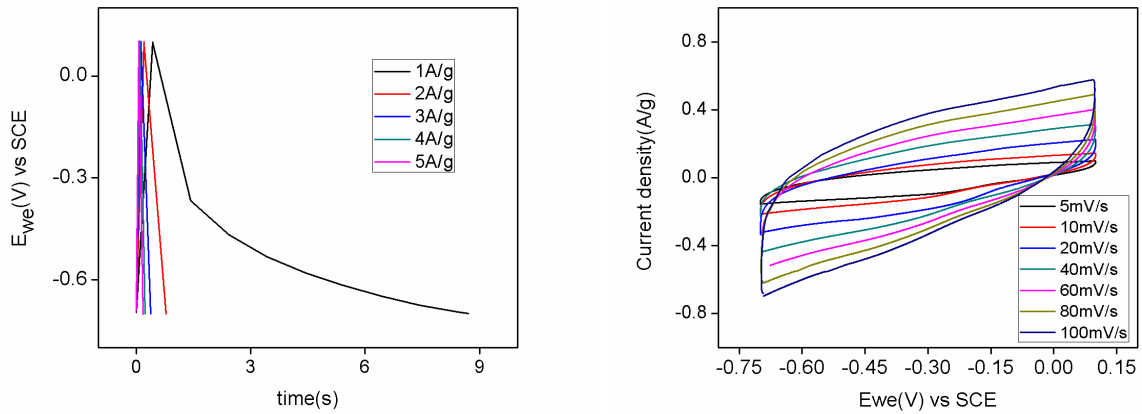 0.0
-0.3
-0.6
0
3
6
9
E_we(V) vs SCE
time(s)
1A/g
2A/g
3A/g
4A/g
5A/g
0.8
0.4
0.0
-0.4
-0.8
-0.75
-0.60
-0.45
-0.30
-0.15
0.00
0.15
Current density(A/g)
Ewe(V) vs SCE
5mV/s
10mV/s
20mV/s
40mV/s
60mV/s
80mV/s
100mV/s